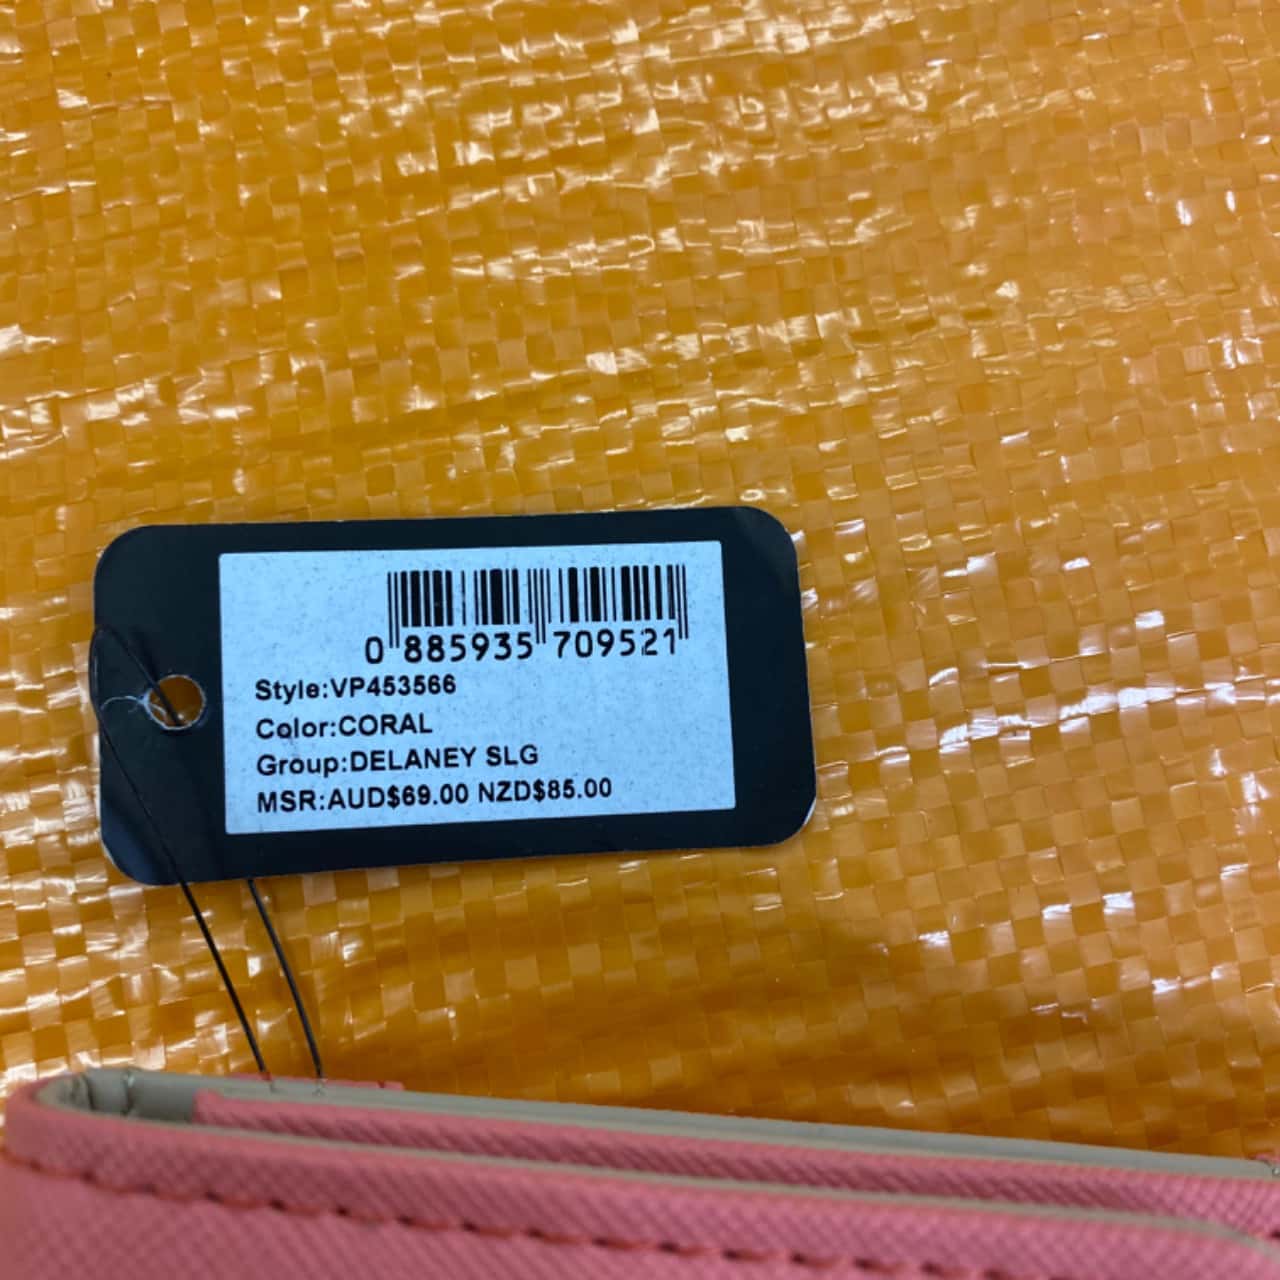 0 885935 709521
Style:VP453566
Color:CORAL
Group:DELANEY SLG
MSR:AUD$69.00 NZD$85.00